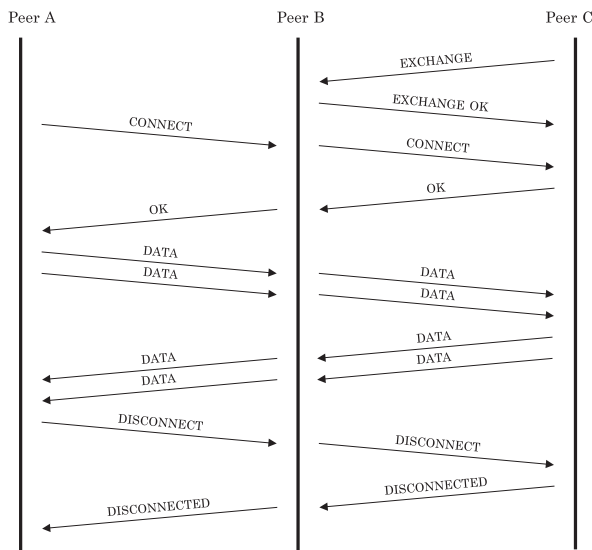 Peer A Peer B Peer C
EXCHANGE
EXCHANGE OK
CONNECT
CONNECT
OK
OK
DATA
DATA
DATA
DATA
DATA
DATA
DATA
DATA
DISCONNECT
DISCONNECT
DISCONNECTED
DISCONNECTED